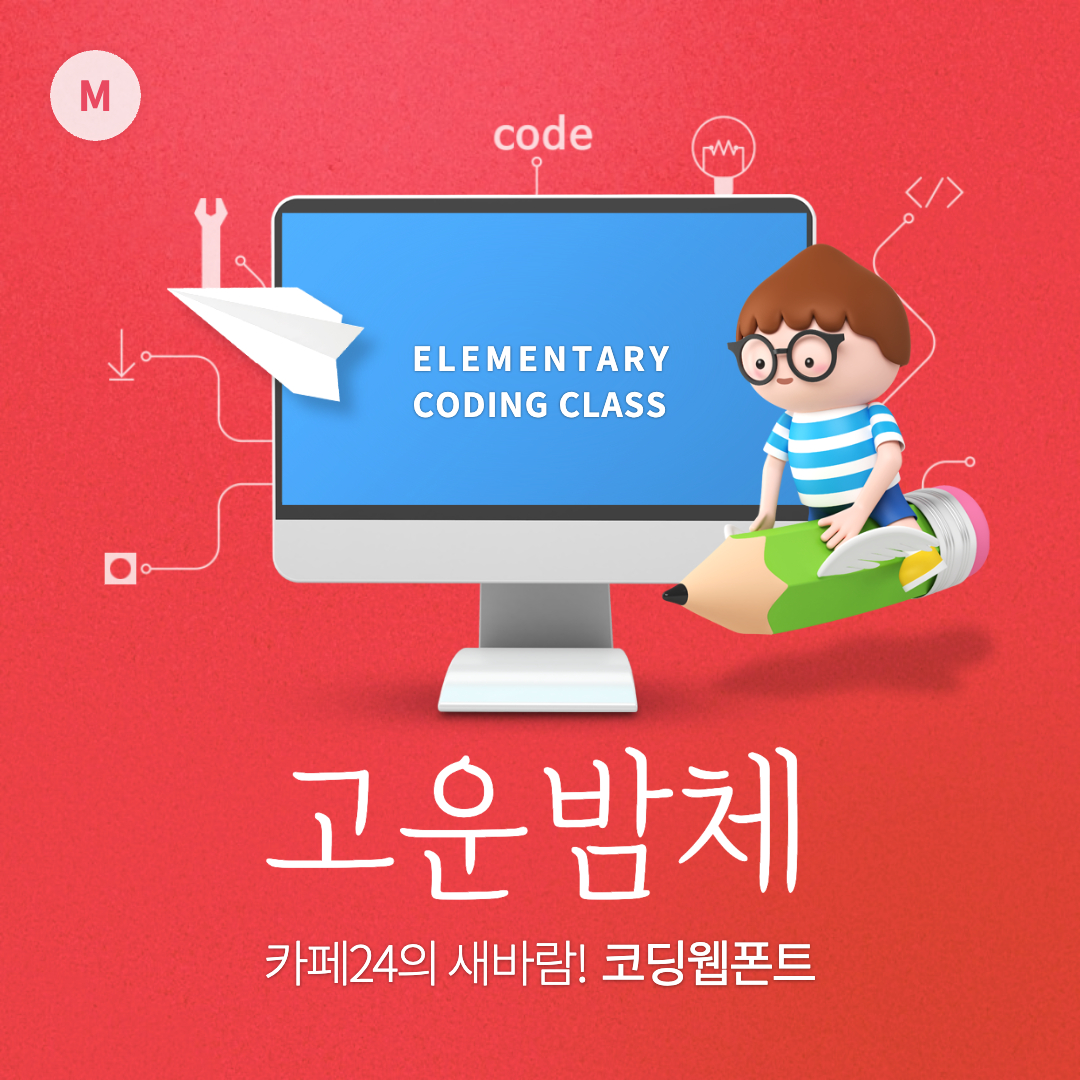 M
code
</>
ELEMENTARY
CODING CLASS
고운밤체
카페24의 새바람! 코딩웹폰트